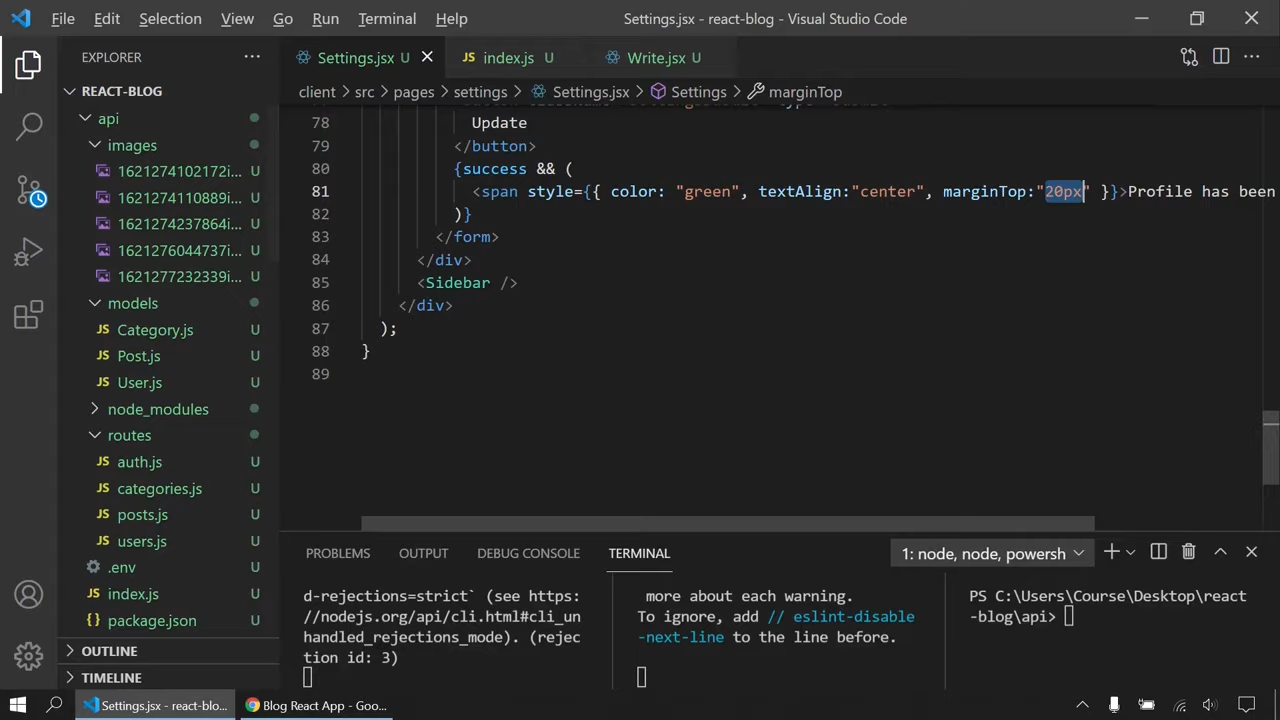 File Edit Selection View Go Run Terminal Help Settings.jsx - react-blog - Visual Studio Code
EXPLORER
REACT-BLOG
api
images
1621274102172i... U
1621274110889i... U
1621274237864i... U
1621276044737i... U
1621277232339i... U
models
Category.js U
Post.js U
User.js U
node_modules
routes
auth.js U
categories.js U
posts.js U
users.js U
.env U
index.js U
package.json U
OUTLINE
TIMELINE
Settings.jsx U JS index.js U Write.jsx U
client > src > pages > settings > Settings.jsx > Settings > marginTop
78 Update
79 </button>
80 {success && (
81 <span style={{ color: "green", textAlign:"center", marginTop:"20px" }}>Profile has been
82 )}
83 </form>
84 </div>
85 <Sidebar />
86 </div>
87 );
88 }
89
PROBLEMS OUTPUT DEBUG CONSOLE TERMINAL 1: node, node, powersh
d-rejections=strict` (see https:
//nodejs.org/api/cli.html#cli_un
handled_rejections_mode). (rejec
tion id: 3)
more about each warning.
To ignore, add // eslint-disable
-next-line to the line before.
PS C:\Users\Course\Desktop\react
-blog\api>
Settings.jsx - react-blo... Blog React App - Goo...